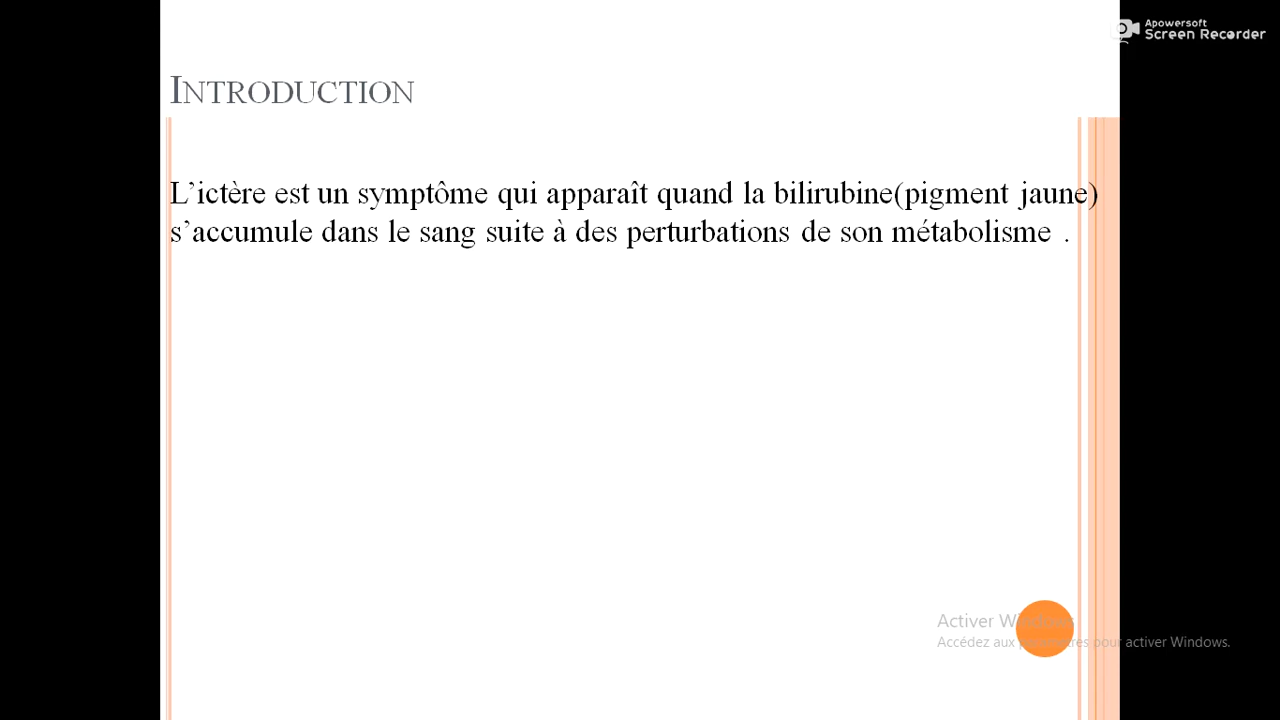 Apowersoft
Screen Recorder
INTRODUCTION
L’ictère est un symptôme qui apparaît quand la bilirubine(pigment jaune)
s’accumule dans le sang suite à des perturbations de son métabolisme .
Activer Windows
Accédez aux paramètres pour activer Windows.